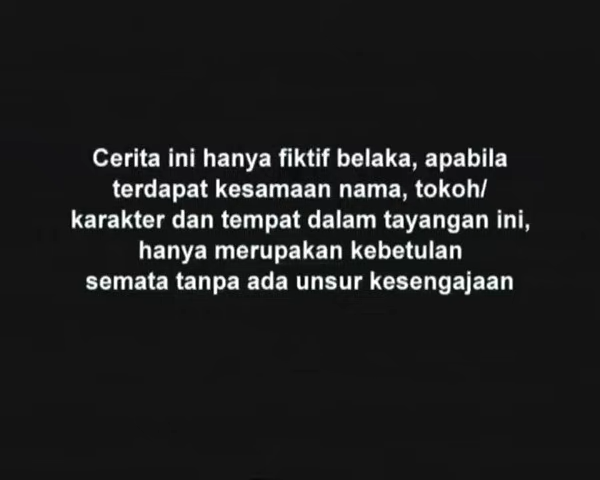 Cerita ini hanya fiktif belaka, apabila
terdapat kesamaan nama, tokoh/
karakter dan tempat dalam tayangan ini,
hanya merupakan kebetulan
semata tanpa ada unsur kesengajaan